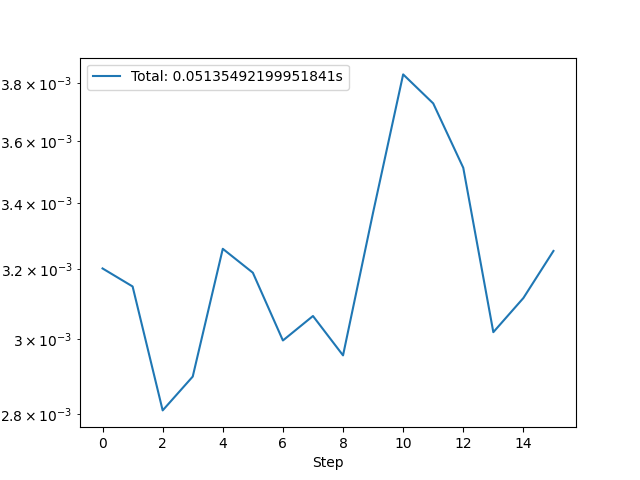 Total: 0.05135492199951841s
3.8 × 10⁻³
3.6 × 10⁻³
3.4 × 10⁻³
3.2 × 10⁻³
3 × 10⁻³
2.8 × 10⁻³
0 2 4 6 8 10 12 14
Step